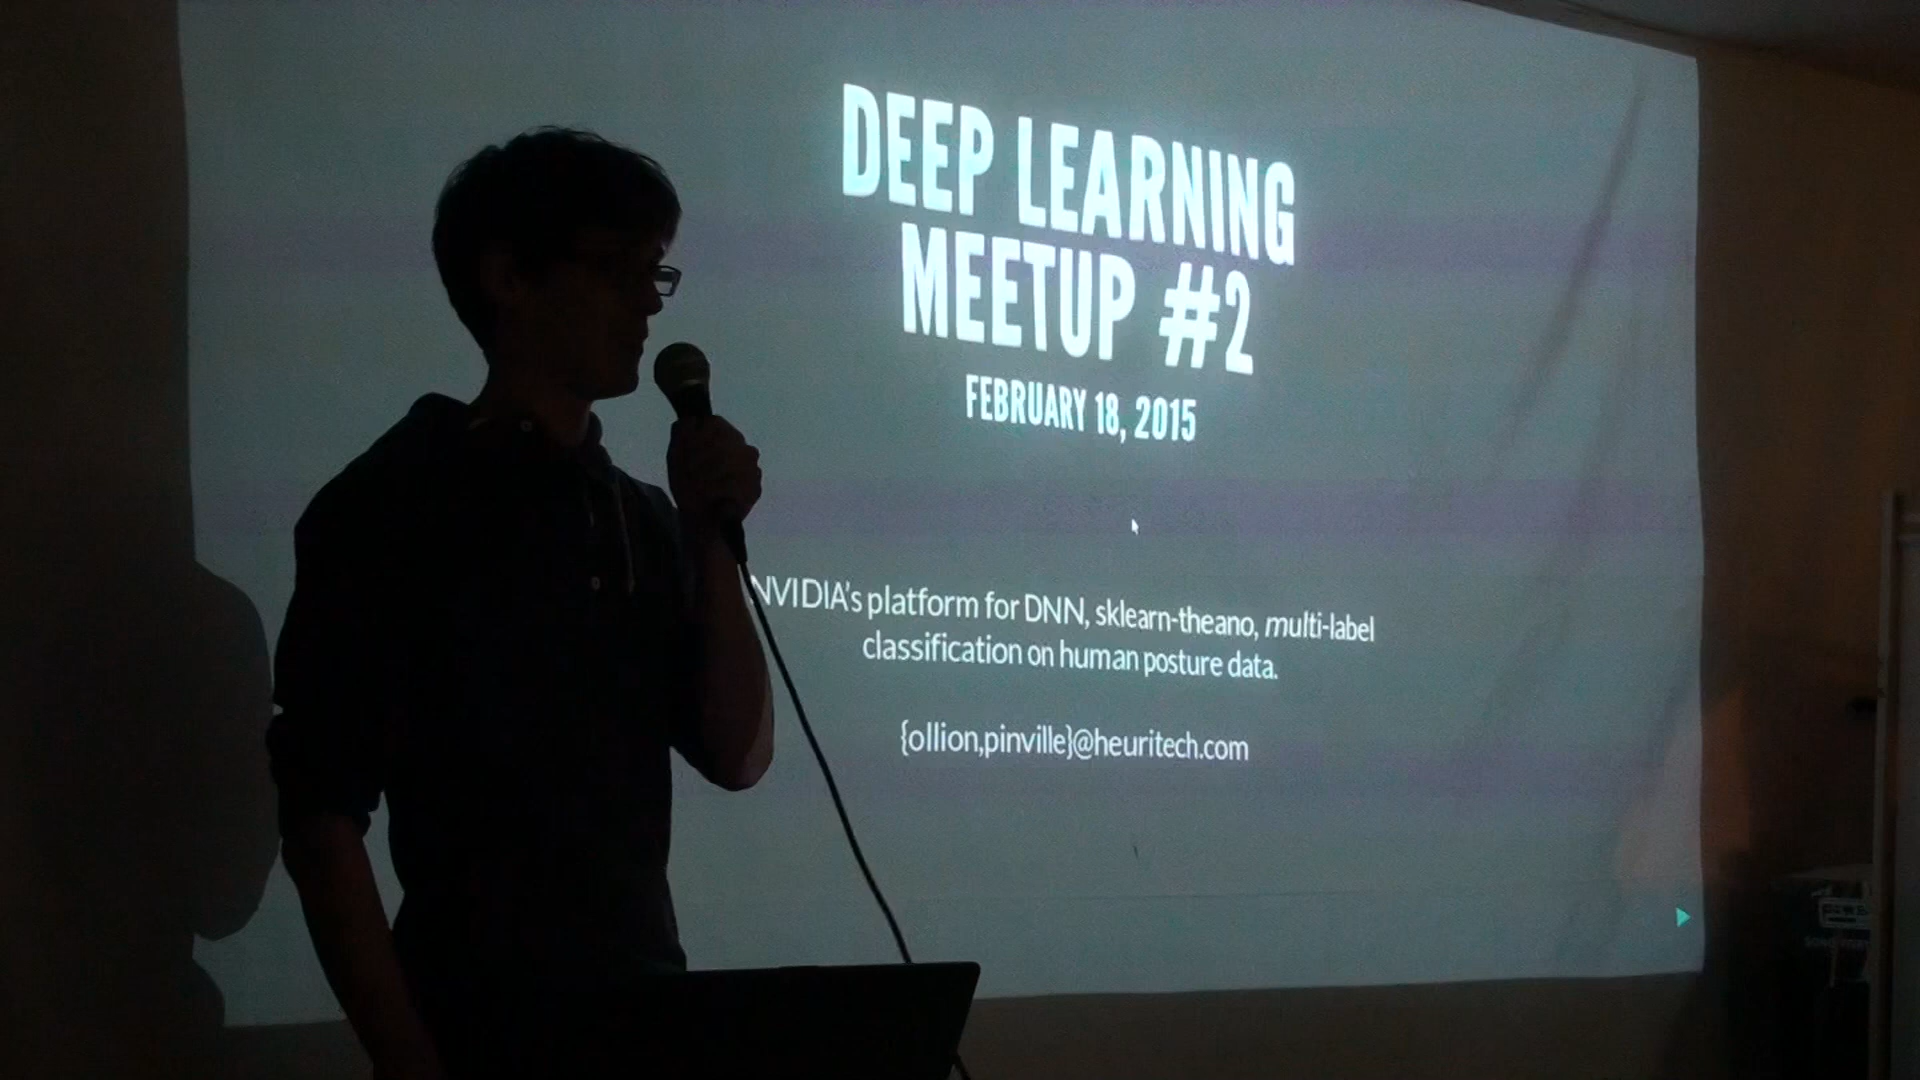 DEEP LEARNING
MEETUP #2
FEBRUARY 18, 2015
NVIDIA's platform for DNN, sklearn-theano, multi-label
classification on human posture data.
{ollion,pinville}@heuritech.com